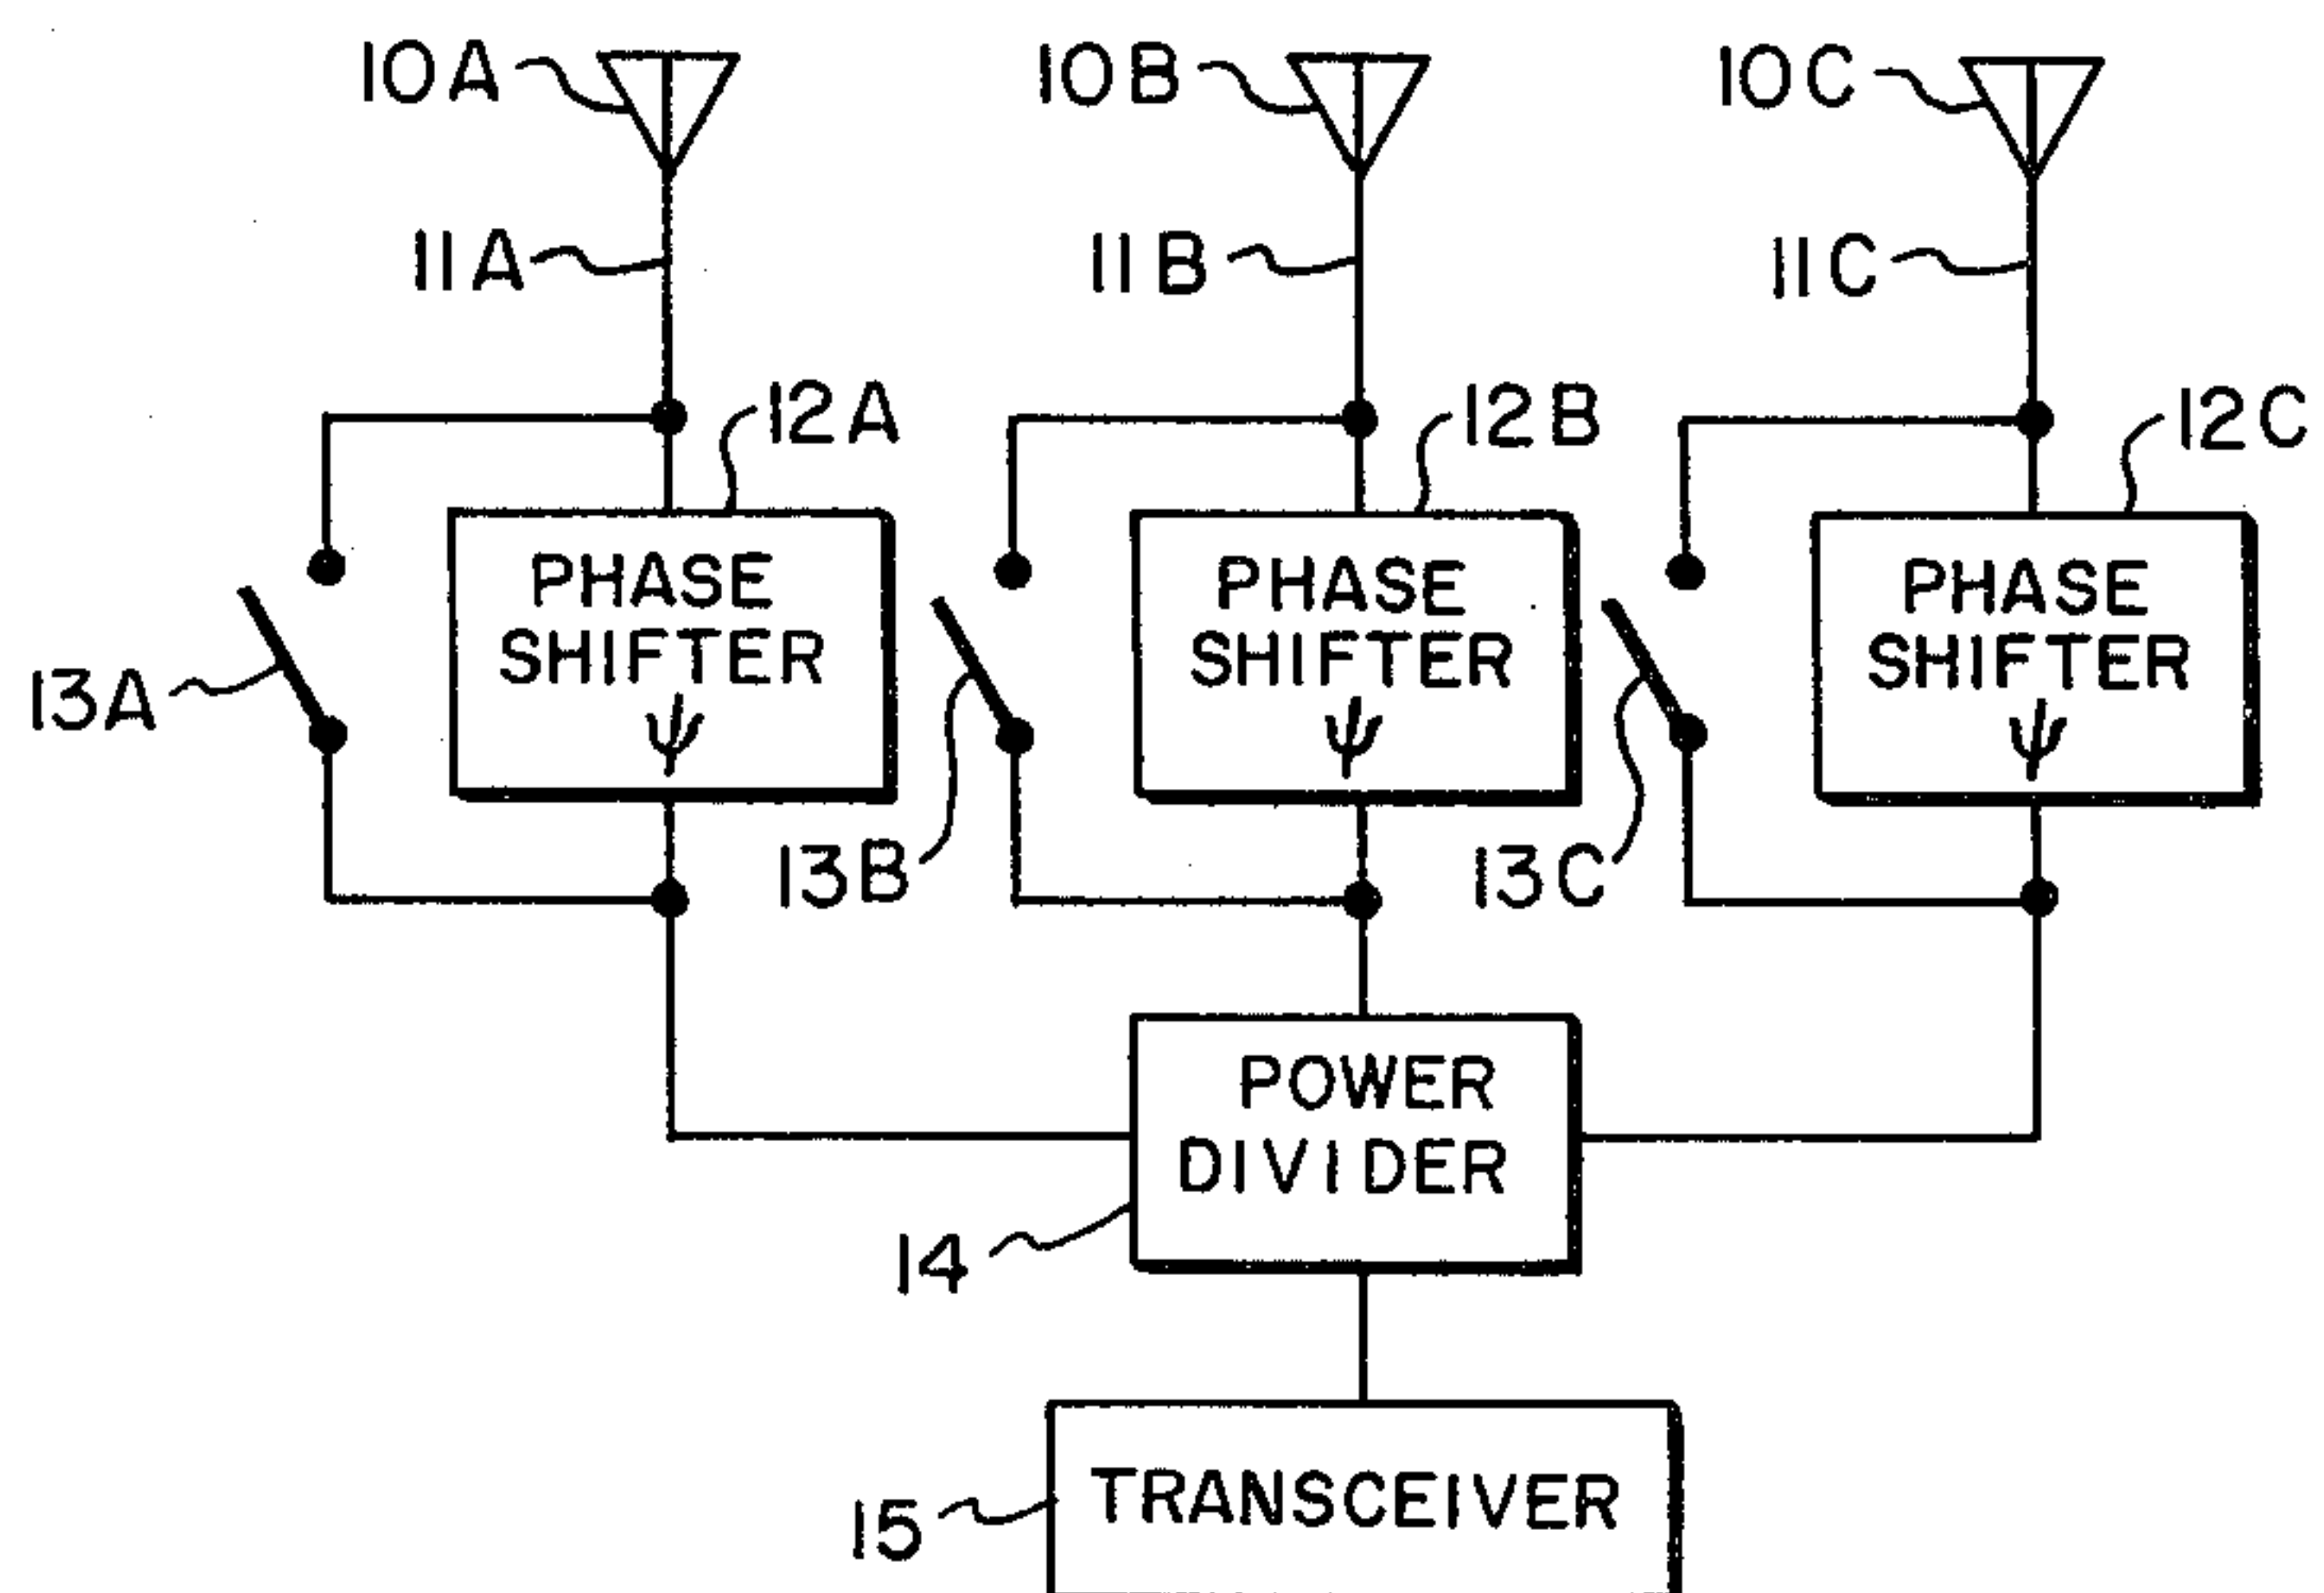 10A
10B
10C
11A
11B
11C
12A
12B
12C
PHASE
SHIFTER
ψ
PHASE
SHIFTER
ψ
PHASE
SHIFTER
ψ
13A
13B
13C
POWER
DIVIDER
14
TRANSCEIVER
15